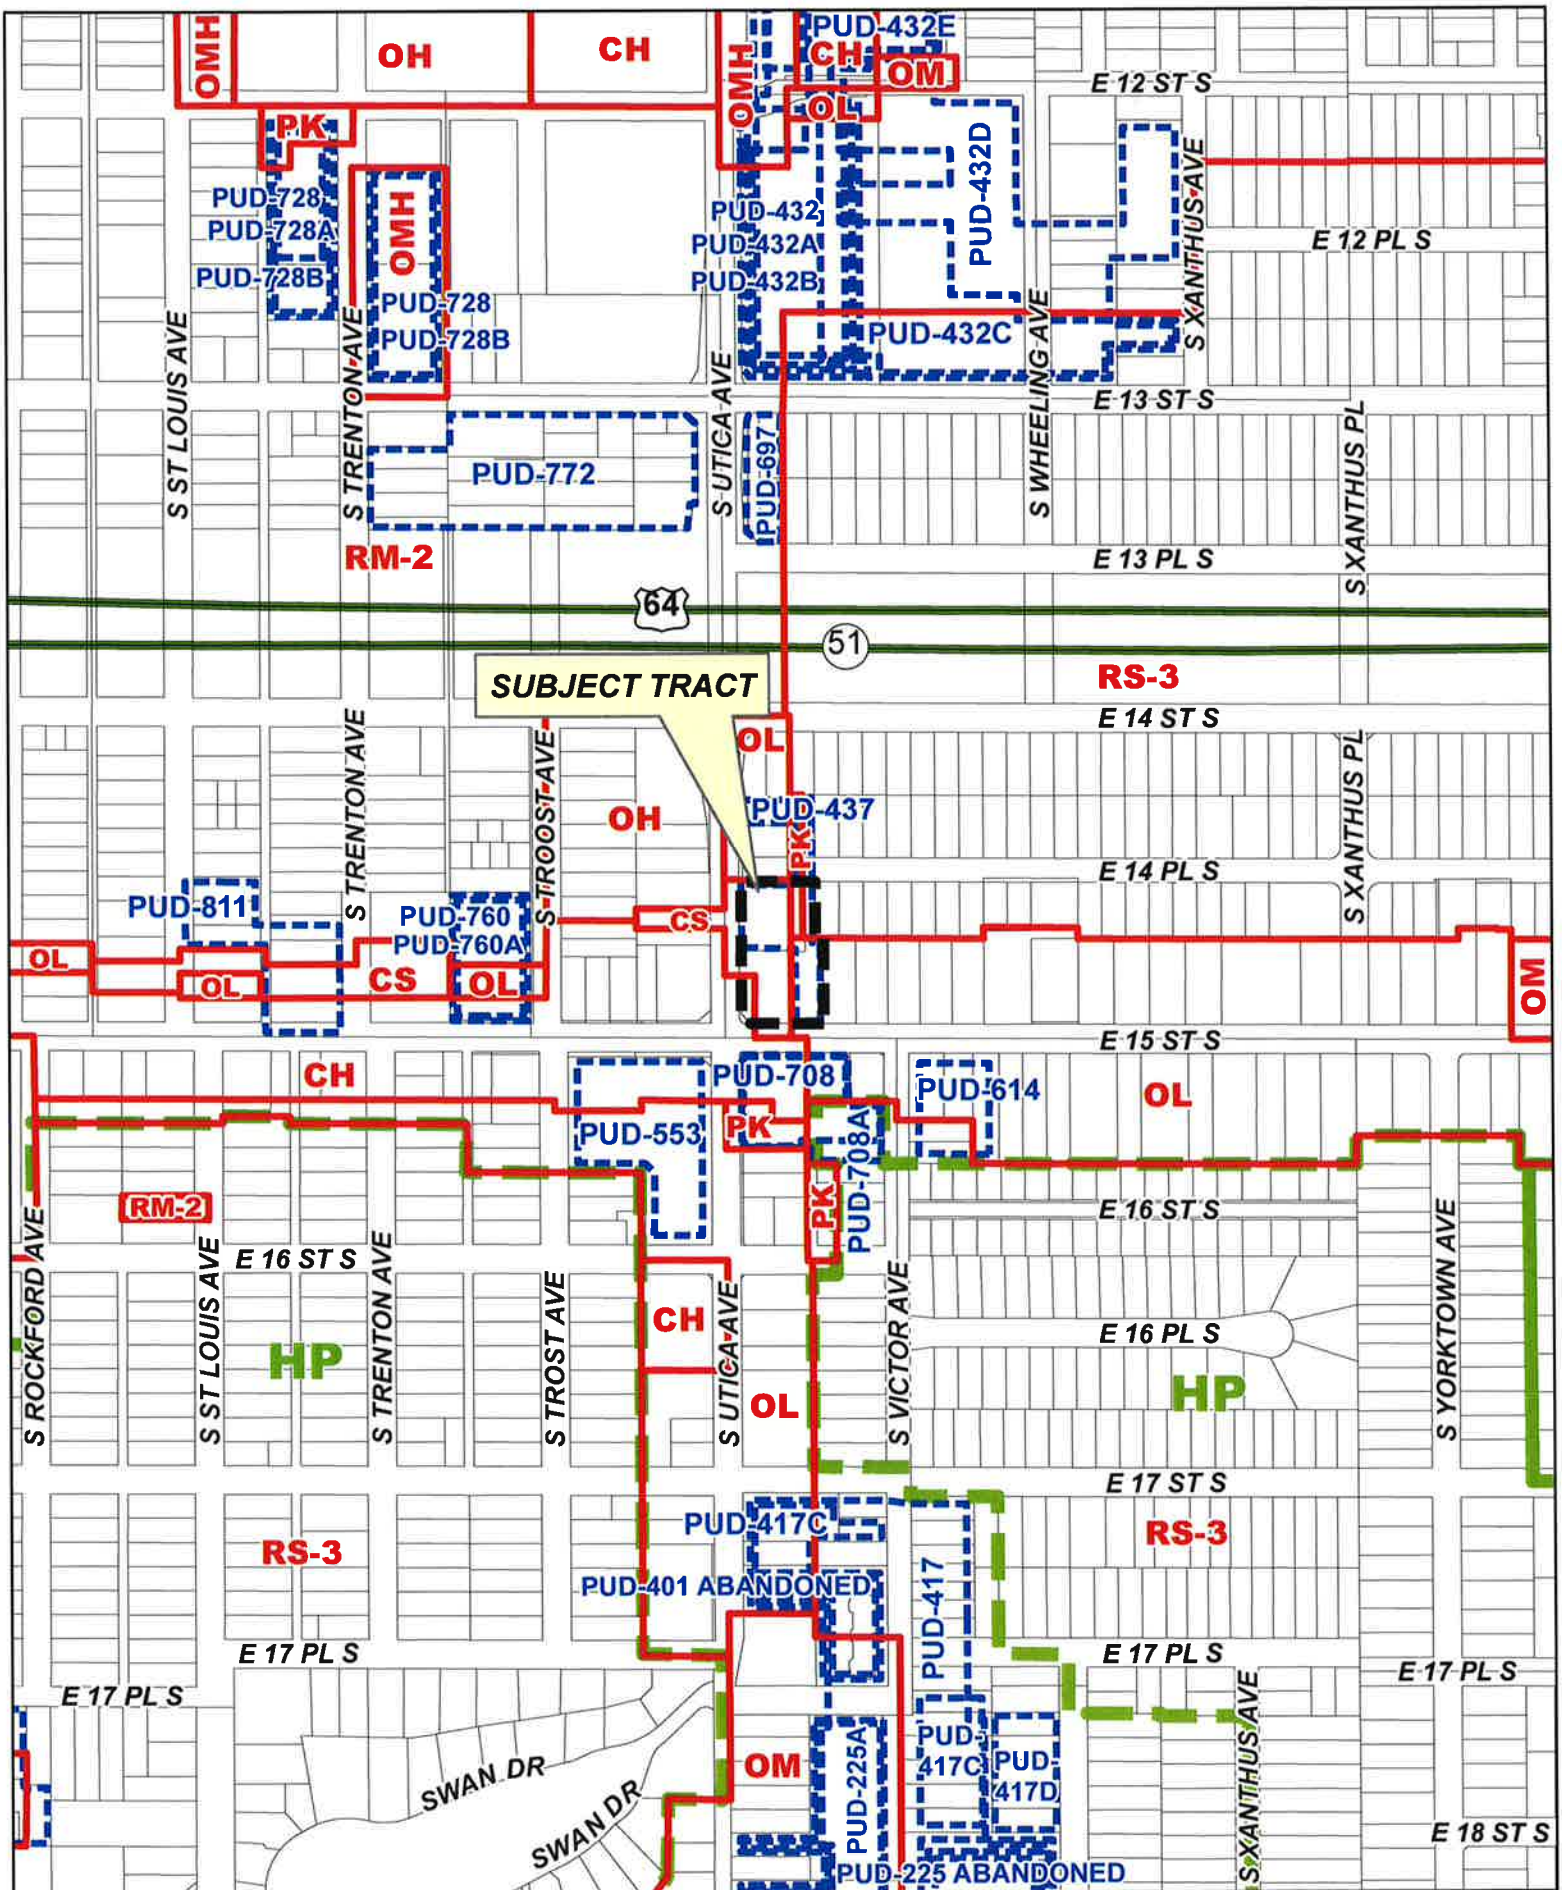 OMH
OH
CH
OMH
PUD-432E
CH
OM
OL
E 12 ST S
PK
PUD-728
PUD-728A
PUD-728B
OMH
PUD-728
PUD-728B
PUD-432
PUD-432A
PUD-432B
PUD-432D
S XANTHUS AVE
E 12 PL S
PUD-432C
S ST LOUIS AVE
S TRENTON AVE
S UTICA AVE
S WHEELING AVE
E 13 ST S
S XANTHUS PL
PUD-772
PUD-697
RM-2
E 13 PL S
64
51
SUBJECT TRACT
RS-3
E 14 ST S
OL
S TRENTON AVE
S TROOST AVE
OH
PUD-437
PK
S XANTHUS PL
E 14 PL S
PUD-811
PUD-760
PUD-760A
CS
OL
OL
CS
OL
OM
E 15 ST S
CH
PUD-708
PUD-614
OL
PUD-553
PK
PUD-708A
RM-2
PK
E 16 ST S
S ROCKFORD AVE
S ST LOUIS AVE
E 16 ST S
S TRENTON AVE
S TROST AVE
CH
S UTICA AVE
S VICTOR AVE
E 16 PL S
S YORKTOWN AVE
HP
HP
OL
E 17 ST S
PUD-417C
RS-3
RS-3
PUD-401 ABANDONED
PUD-417
E 17 PL S
E 17 PL S
E 17 PL S
E 17 PL S
SWAN DR
SWAN DR
OM
PUD-225A
PUD-
417C
PUD-
417D
S XANTHUS AVE
E 18 ST S
PUD-225 ABANDONED